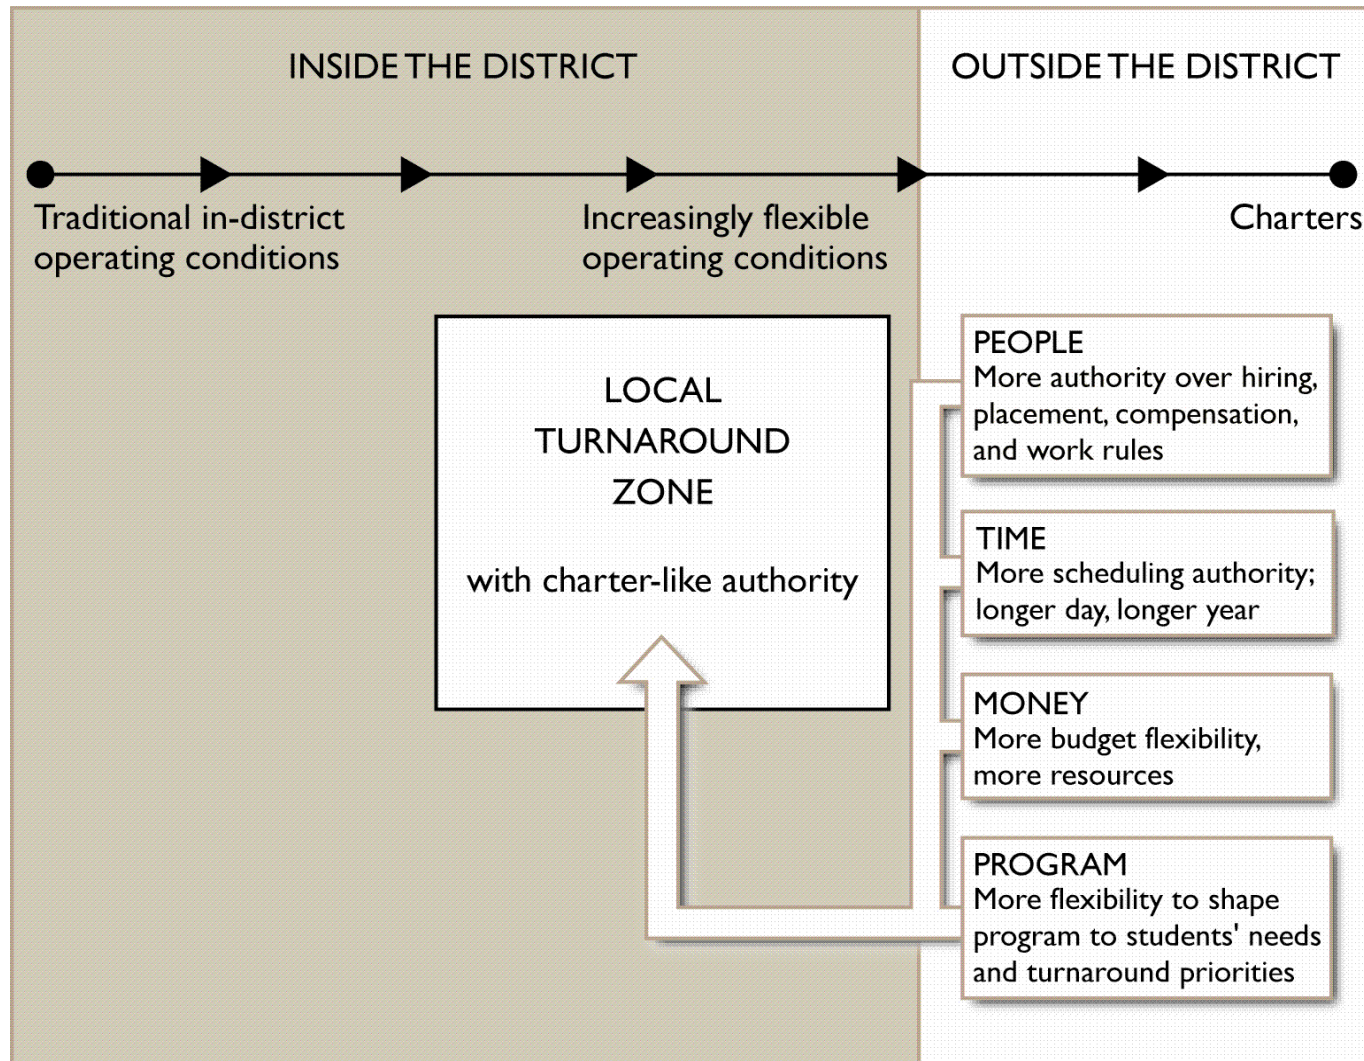 INSIDE THE DISTRICT
OUTSIDE THE DISTRICT
Traditional in-district
operating conditions
Increasingly flexible
operating conditions
Charters
LOCAL
TURNAROUND
ZONE
with charter-like authority
PEOPLE
More authority over hiring,
placement, compensation,
and work rules
TIME
More scheduling authority;
longer day, longer year
MONEY
More budget flexibility,
more resources
PROGRAM
More flexibility to shape
program to students' needs
and turnaround priorities